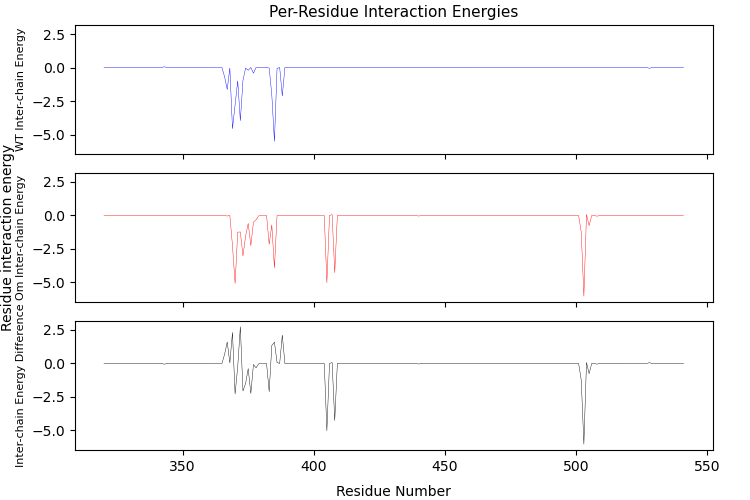 Per-Residue Interaction Energies
Residue interaction energy
WT Inter-chain Energy
2.5
0.0
−2.5
−5.0
Om Inter-chain Energy
2.5
0.0
−2.5
−5.0
Inter-chain Energy Difference
2.5
0.0
−2.5
−5.0
350
400
450
500
550
Residue Number